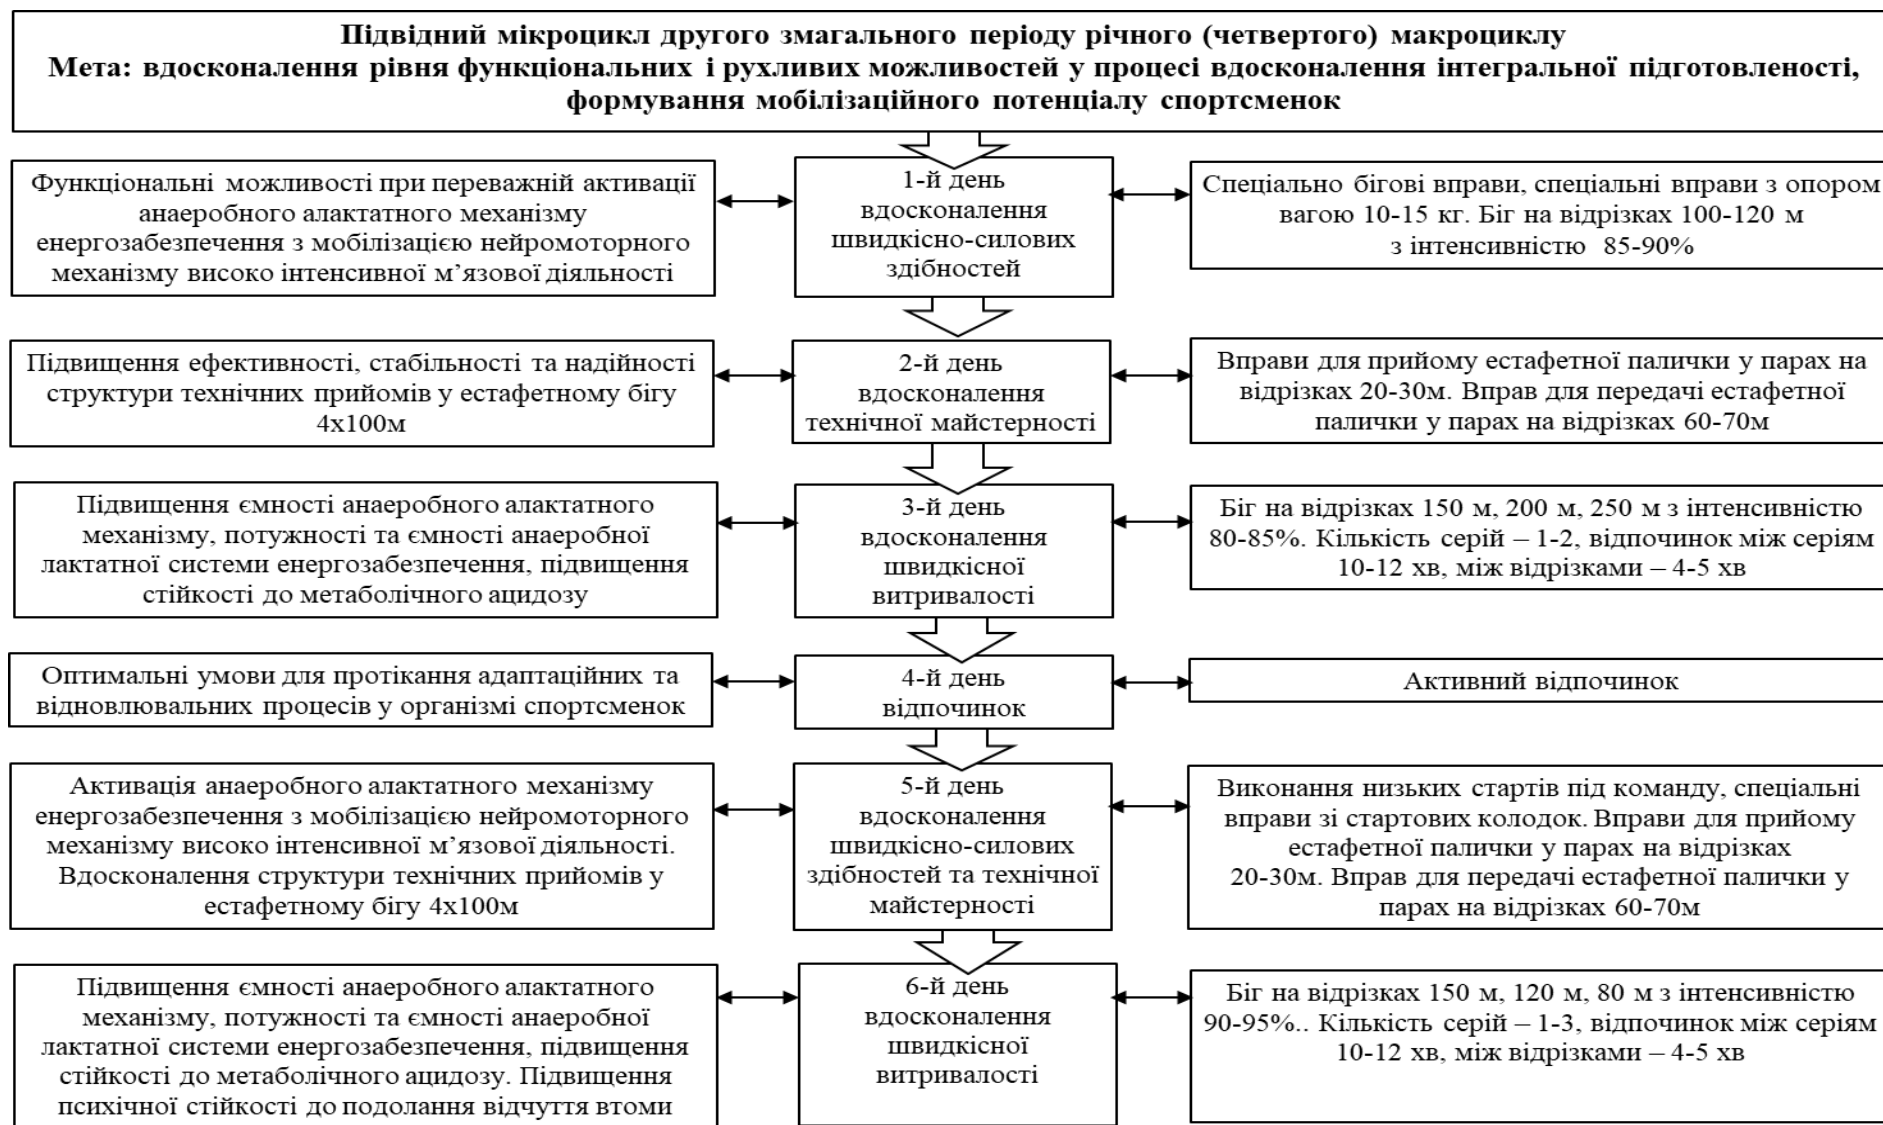 Підвідний мікроцикл другого змагального періоду річного (четвертого) макроциклу
Мета: вдосконалення рівня функціональних і рухливих можливостей у процесі вдосконалення інтегральної підготовленості,
формування мобілізаційного потенціалу спортсменок
Функціональні можливості при переважній активації
анаеробного алактатного механізму
енергозабезпечення з мобілізацією нейромоторного
механізму високо інтенсивної м’язової діяльності
1-й день
вдосконалення
швидкісно-силових
здібностей
Спеціально бігові вправи, спеціальні вправи з опором
вагою 10-15 кг. Біг на відрізках 100-120 м
з інтенсивністю 85-90%
Підвищення ефективності, стабільності та надійності
структури технічних прийомів у естафетному бігу
4х100м
2-й день
вдосконалення
технічної майстерності
Вправи для прийому естафетної палички у парах на
відрізках 20-30м. Вправ для передачі естафетної
палички у парах на відрізках 60-70м
Підвищення ємності анаеробного алактатного
механізму, потужності та ємності анаеробної
лактатної системи енергозабезпечення, підвищення
стійкості до метаболічного ацидозу
3-й день
вдосконалення
швидкісної
витривалості
Біг на відрізках 150 м, 200 м, 250 м з інтенсивністю
80-85%. Кількість серій – 1-2, відпочинок між серіям
10-12 хв, між відрізками – 4-5 хв
Оптимальні умови для протікання адаптаційних та
відновлювальних процесів у організмі спортсменок
4-й день
відпочинок
Активний відпочинок
Активація анаеробного алактатного механізму
енергозабезпечення з мобілізацією нейромоторного
механізму високо інтенсивної м’язової діяльності.
Вдосконалення структури технічних прийомів у
естафетному бігу 4х100м
5-й день
вдосконалення
швидкісно-силових
здібностей та технічної
майстерності
Виконання низьких стартів під команду, спеціальні
вправи зі стартових колодок. Вправи для прийому
естафетної палички у парах на відрізках
20-30м. Вправ для передачі естафетної палички у
парах на відрізках 60-70м
Підвищення ємності анаеробного алактатного
механізму, потужності та ємності анаеробної
лактатної системи енергозабезпечення, підвищення
стійкості до метаболічного ацидозу. Підвищення
психічної стійкості до подолання відчуття втоми
6-й день
вдосконалення
швидкісної
витривалості
Біг на відрізках 150 м, 120 м, 80 м з інтенсивністю
90-95%.. Кількість серій – 1-3, відпочинок між серіям
10-12 хв, між відрізками – 4-5 хв